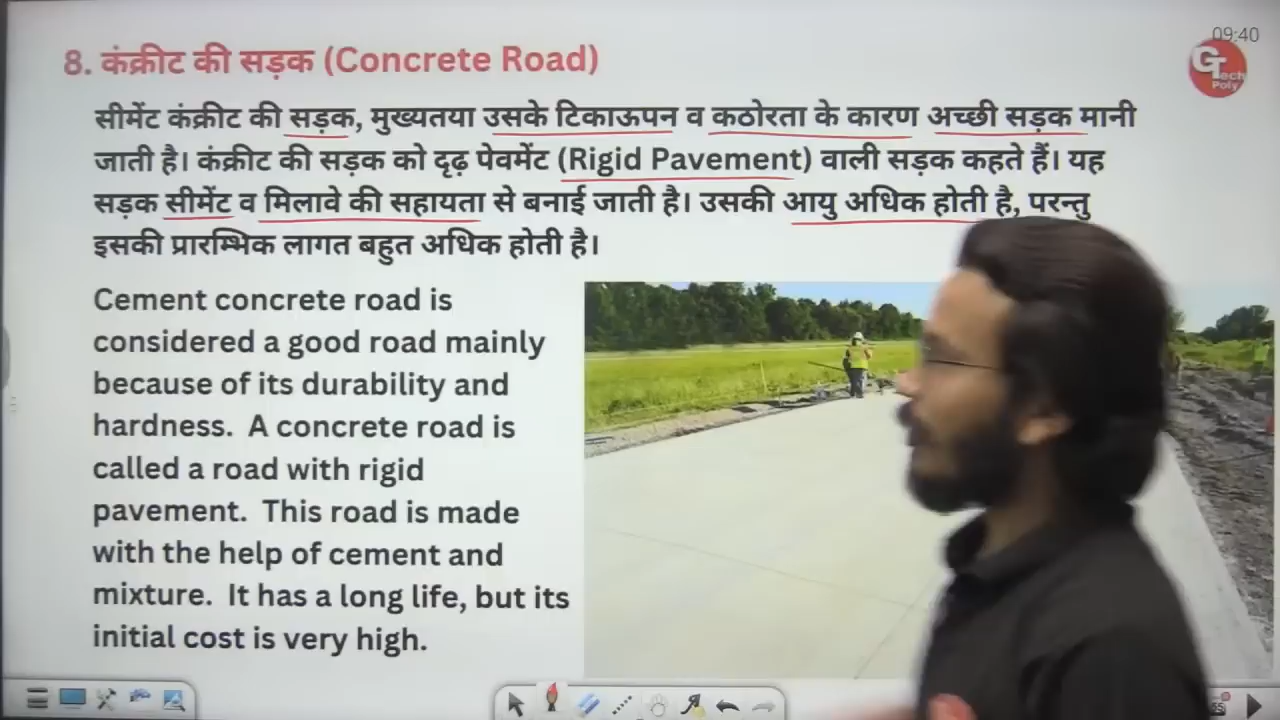 09:40
GTech Poly
8. कंक्रीट की सड़क (Concrete Road)
सीमेंट कंक्रीट की सड़क, मुख्यतया उसके टिकाऊपन व कठोरता के कारण अच्छी सड़क मानी
जाती है। कंक्रीट की सड़क को दृढ़ पेवमेंट (Rigid Pavement) वाली सड़क कहते हैं। यह
सड़क सीमेंट व मिलावे की सहायता से बनाई जाती है। उसकी आयु अधिक होती है, परन्तु
इसकी प्रारम्भिक लागत बहुत अधिक होती है।
Cement concrete road is
considered a good road mainly
because of its durability and
hardness. A concrete road is
called a road with rigid
pavement. This road is made
with the help of cement and
mixture. It has a long life, but its
initial cost is very high.